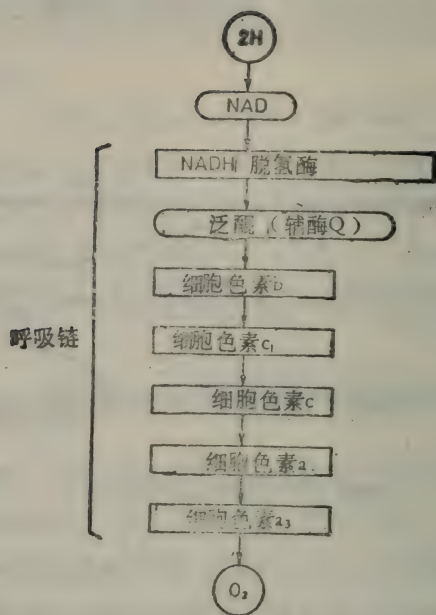 2H
NAD
NADH 脱氢酶
泛醌（辅酶Q）
细胞色素b
细胞色素c₁
呼吸链
细胞色素c
细胞色素a
细胞色素a₃
O₂